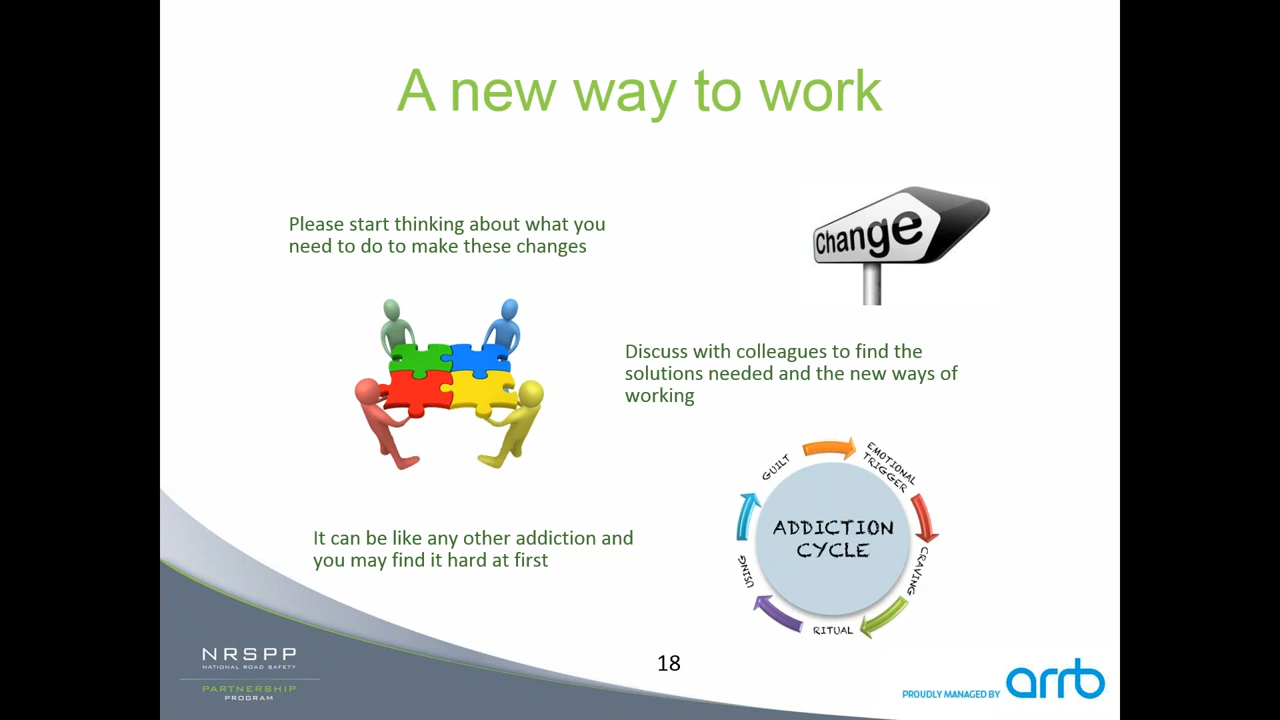 A new way to work
Please start thinking about what you
need to do to make these changes
Change
Discuss with colleagues to find the
solutions needed and the new ways of
working
It can be like any other addiction and
you may find it hard at first
ADDICTION
CYCLE
EMOTIONAL
TRIGGER
CRAVING
RITUAL
USING
GUILT
NRSPP
NATIONAL ROAD SAFETY
PARTNERSHIP
PROGRAM
18
PROUDLY MANAGED BY arrb